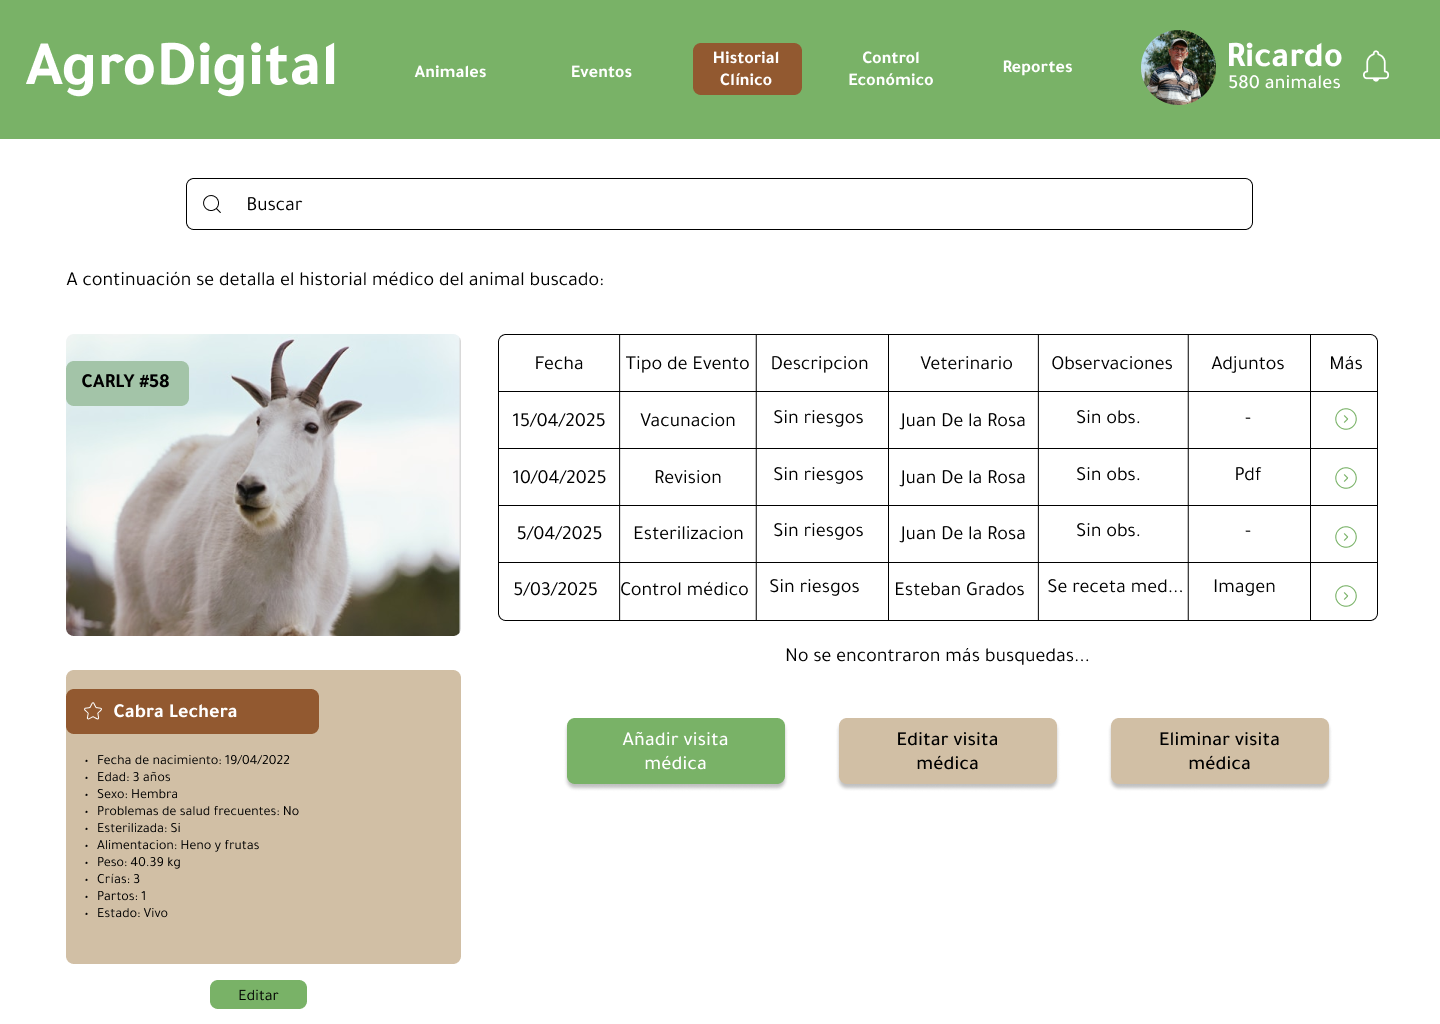 AgroDigital
Animales
Eventos
Historial
Clínico
Control
Económico
Reportes
Ricardo
580 animales
Buscar
A continuación se detalla el historial médico del animal buscado:
CARLY #58
Fecha Tipo de Evento Descripcion Veterinario Observaciones Adjuntos Más
15/04/2025 Vacunacion Sin riesgos Juan De la Rosa Sin obs. -
10/04/2025 Revision Sin riesgos Juan De la Rosa Sin obs. Pdf
5/04/2025 Esterilizacion Sin riesgos Juan De la Rosa Sin obs. -
5/03/2025 Control médico Sin riesgos Esteban Grados Se receta med... Imagen
No se encontraron más busquedas...
Añadir visita
médica
Editar visita
médica
Eliminar visita
médica
Cabra Lechera
• Fecha de nacimiento: 19/04/2022
• Edad: 3 años
• Sexo: Hembra
• Problemas de salud frecuentes: No
• Esterilizada: Si
• Alimentacion: Heno y frutas
• Peso: 40.39 kg
• Crias: 3
• Partos: 1
• Estado: Vivo
Editar